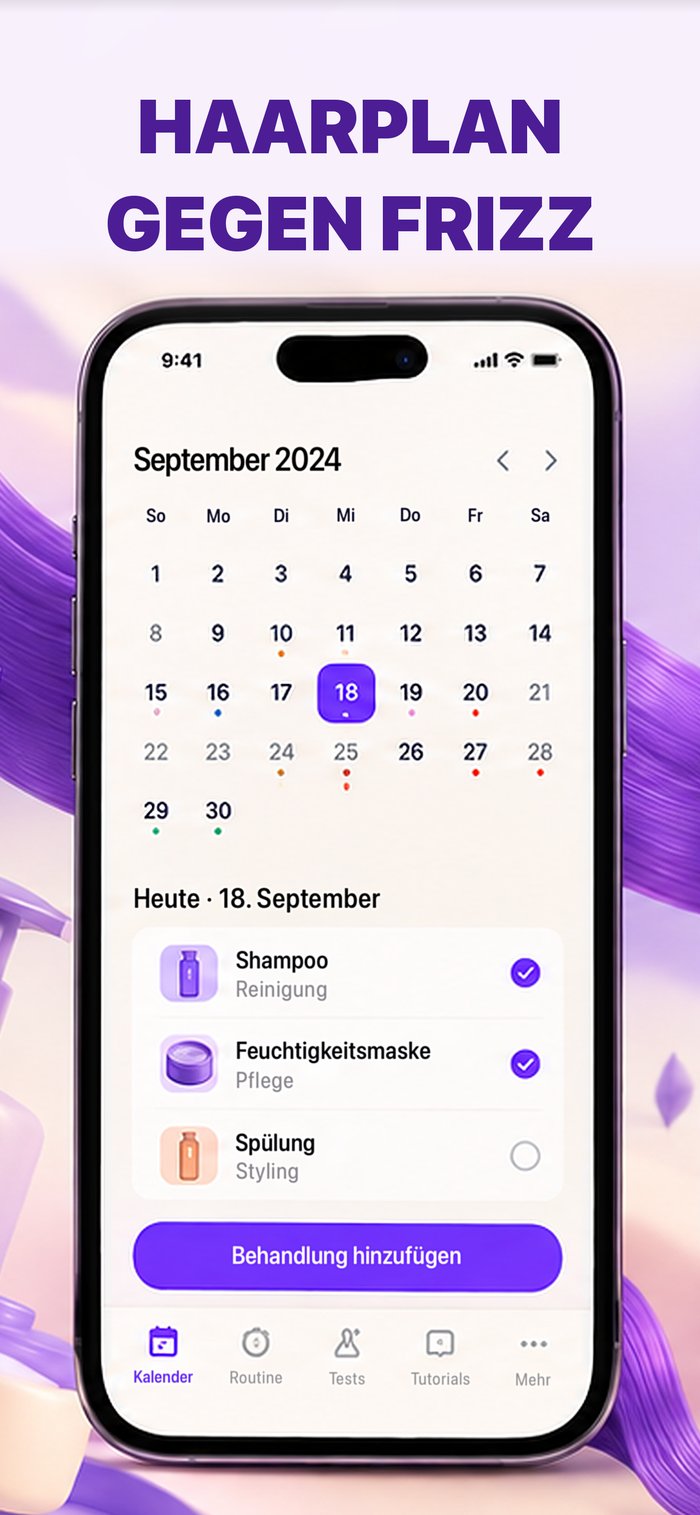 HAARPLAN
GEGEN FRIZZ
9:41
September 2024
So Mo Di Mi Do Fr Sa
1 2 3 4 5 6 7
8 9 10 11 12 13 14
15 16 17 18 19 20 21
22 23 24 25 26 27 28
29 30
Heute · 18. September
Shampoo
Reinigung
Feuchtigkeitsmaske
Pflege
Spülung
Styling
Behandlung hinzufügen
Kalender Routine Tests Tutorials Mehr